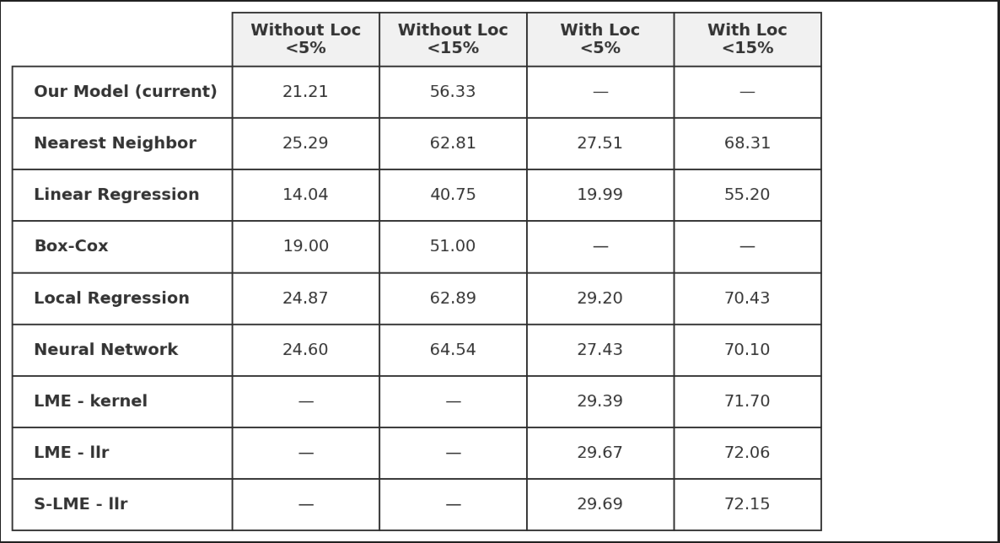 Without Loc <5% Without Loc <15% With Loc <5% With Loc <15%
Our Model (current) 21.21 56.33 — —
Nearest Neighbor 25.29 62.81 27.51 68.31
Linear Regression 14.04 40.75 19.99 55.20
Box-Cox 19.00 51.00 — —
Local Regression 24.87 62.89 29.20 70.43
Neural Network 24.60 64.54 27.43 70.10
LME - kernel — — 29.39 71.70
LME - llr — — 29.67 72.06
S-LME - llr — — 29.69 72.15